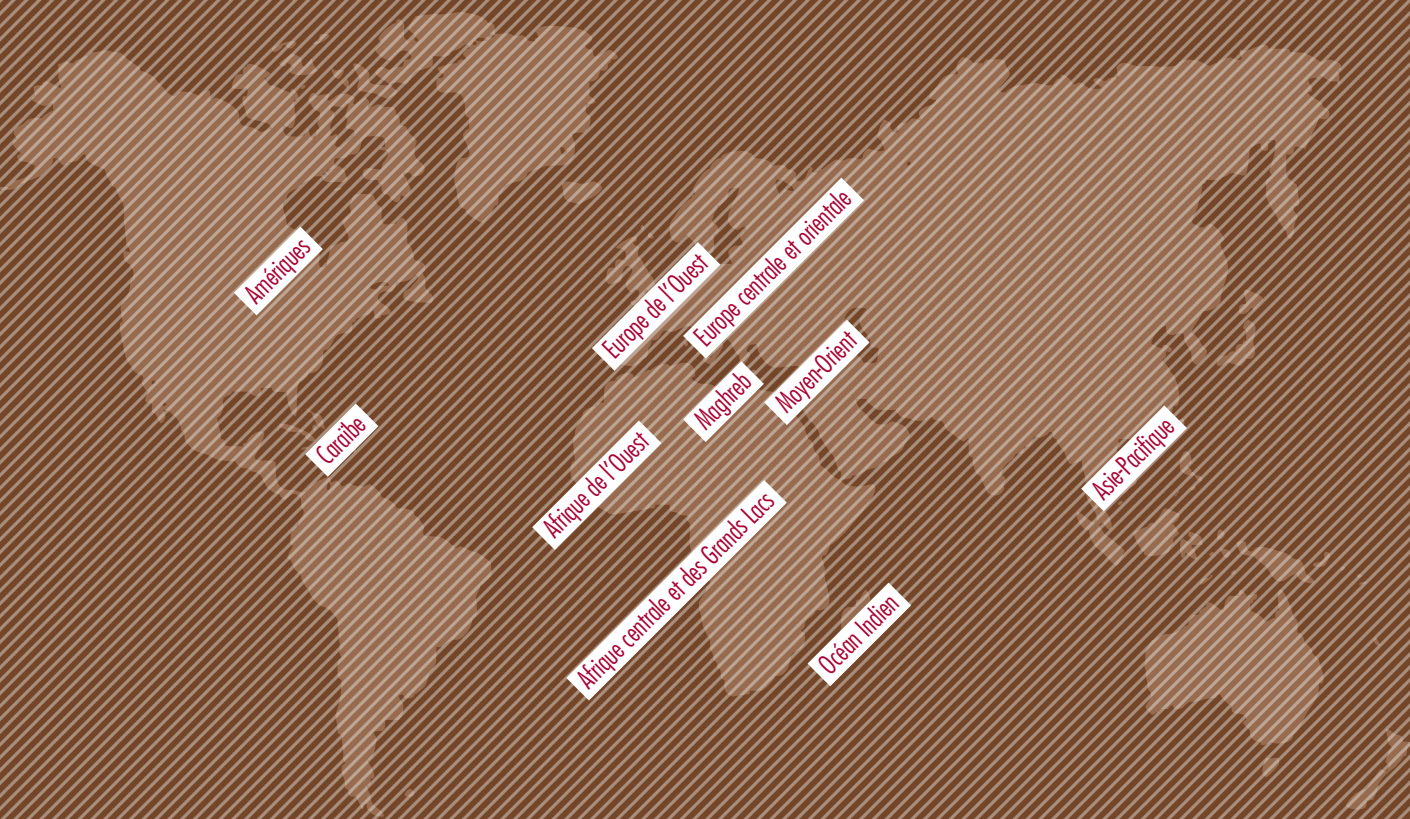 Amériques
Europe de l'Ouest
Europe centrale et orientale
Moyen-Orient
Maghreb
Caraïbe
Afrique de l'Ouest
Asie-Pacifique
Afrique centrale et des Grands Lacs
Océan Indien